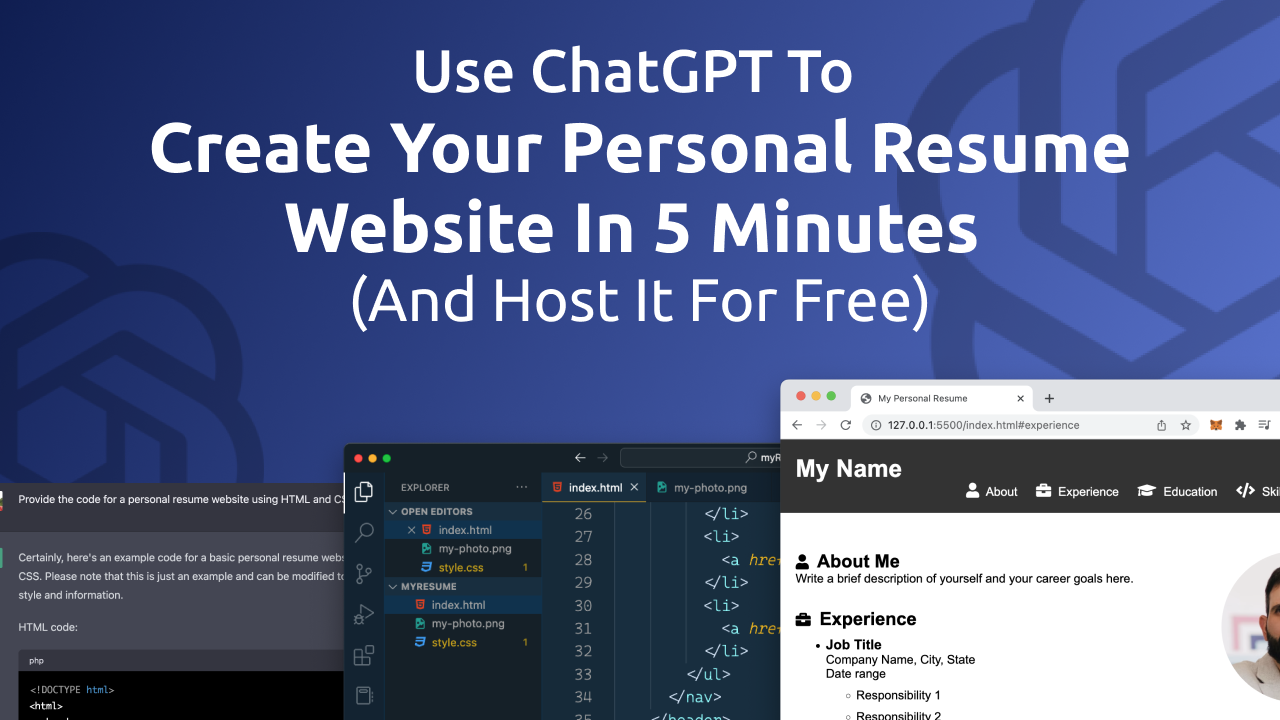 Use ChatGPT To
Create Your Personal Resume
Website In 5 Minutes
(And Host It For Free)
Provide the code for a personal resume website using HTML and
Certainly, here's an example code for a basic personal resume
CSS. Please note that this is just an example and can be modified to
style and information.
HTML code:
php
<!DOCTYPE html>
<html>
EXPLORER
OPEN EDITORS
index.html
my-photo.png
style.css 1
MYRESUME
index.html
my-photo.png
style.css 1
index.html
my-photo.png
26 </li>
27 <li>
28 <a
29 </li>
30 <li>
31 <a
32 </li>
33 </ul>
34 </nav>
My Personal Resume
127.0.0.1:5500/index.html#experience
My Name
About Experience Education
About Me
Write a brief description of yourself and your career goals here.
Experience
• Job Title
Company Name, City, State
Date range
Responsibility 1
Responsibility 2